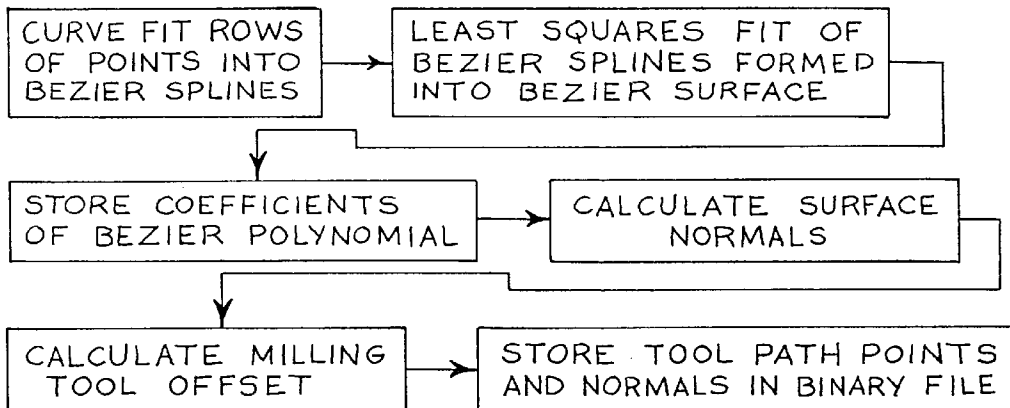 CURVE FIT ROWS
OF POINTS INTO
BEZIER SPLINES
LEAST SQUARES FIT OF
BEZIER SPLINES FORMED
INTO BEZIER SURFACE
STORE COEFFICIENTS
OF BEZIER POLYNOMIAL
CALCULATE SURFACE
NORMALS
CALCULATE MILLING
TOOL OFFSET
STORE TOOL PATH POINTS
AND NORMALS IN BINARY FILE